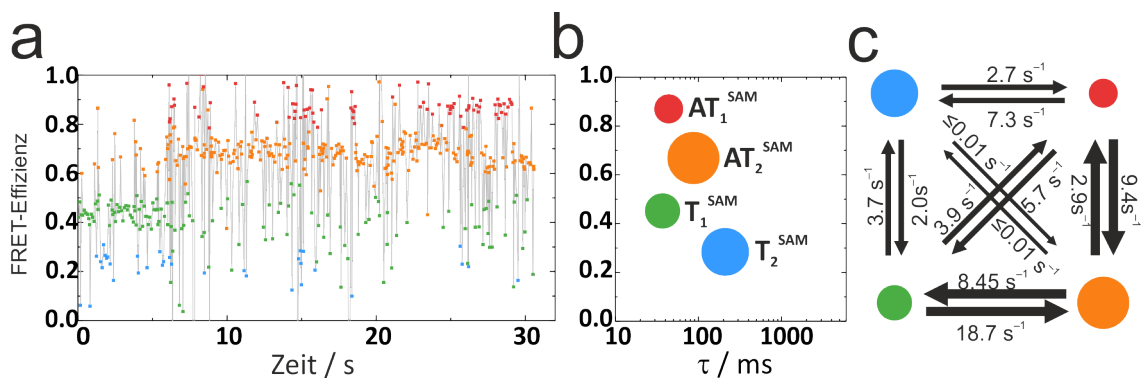 a
FRET-Effizienz
1.0
0.8
0.6
0.4
0.2
0.0
0
10
20
30
Zeit / s
b
1.0
0.8
0.6
0.4
0.2
0.0
AT₁ˢᴬᴹ
AT₂ˢᴬᴹ
T₁ˢᴬᴹ
T₂ˢᴬᴹ
10
100
1000
τ / ms
c
2.7 s⁻¹
7.3 s⁻¹
≤0.01 s⁻¹
3.7 s⁻¹
2.0s⁻¹
3.9 s⁻¹
5.7 s⁻¹
≤0.01 s⁻¹
2.9s⁻¹
9.4s⁻¹
8.45 s⁻¹
18.7 s⁻¹